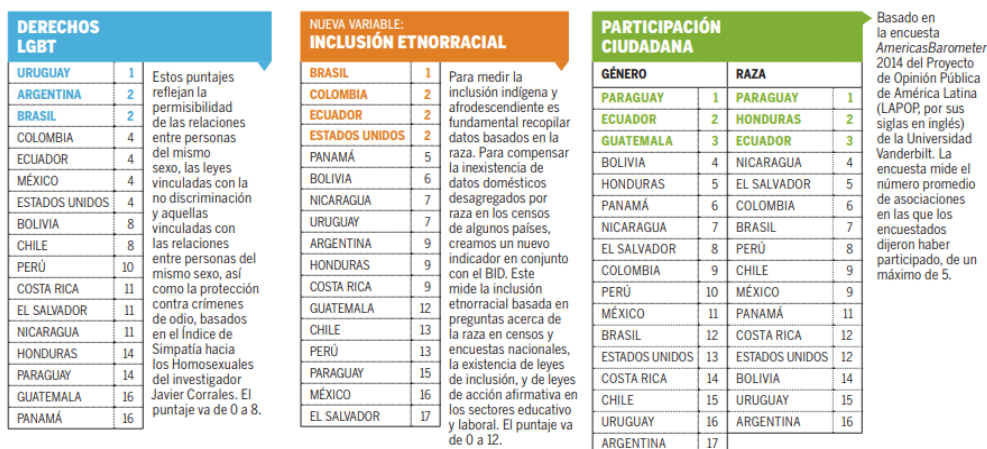 DERECHOS
LGBT
URUGUAY 1
ARGENTINA 2
BRASIL 2
COLOMBIA 4
ECUADOR 4
MÉXICO 4
ESTADOS UNIDOS 4
BOLIVIA 8
CHILE 8
PERÚ 10
COSTA RICA 11
EL SALVADOR 11
NICARAGUA 11
HONDURAS 14
PARAGUAY 14
GUATEMALA 16
PANAMÁ 16
Estos puntajes
reflejan la
permisibilidad
de las relaciones
entre personas
del mismo
sexo, las leyes
vinculadas con la
no discriminación
y aquellas
vinculadas con
las relaciones
entre personas del
mismo sexo, así
como la protección
contra crímenes
de odio, basados
en el Índice de
Simpatía hacia
los Homosexuales
del investigador
Javier Corrales. El
puntaje va de 0 a 8.
NUEVA VARIABLE:
INCLUSIÓN ETNORRACIAL
BRASIL 1
COLOMBIA 2
ECUADOR 2
ESTADOS UNIDOS 2
PANAMÁ 5
BOLIVIA 6
NICARAGUA 7
URUGUAY 7
ARGENTINA 9
HONDURAS 9
COSTA RICA 9
GUATEMALA 12
CHILE 13
PERÚ 13
PARAGUAY 15
MÉXICO 16
EL SALVADOR 17
Para medir la
inclusión indígena y
afrodescendiente es
fundamental recopilar
datos basados en la
raza. Para compensar
la inexistencia de
datos domésticos
desagregados por
raza en los censos
de algunos países,
creamos un nuevo
indicador en conjunto
con el BID. Este
mide la inclusión
etnorracial basada en
preguntas acerca de
la raza en censos y
encuestas nacionales,
la existencia de leyes
de inclusión, y de leyes
de acción afirmativa en
los sectores educativo
y laboral. El puntaje va
de 0 a 12.
PARTICIPACIÓN
CIUDADANA
GÉNERO RAZA
PARAGUAY 1 PARAGUAY 1
ECUADOR 2 HONDURAS 2
GUATEMALA 3 ECUADOR 3
BOLIVIA 4 NICARAGUA 4
HONDURAS 5 EL SALVADOR 5
PANAMÁ 6 COLOMBIA 6
NICARAGUA 7 BRASIL 7
EL SALVADOR 8 PERÚ 8
COLOMBIA 9 CHILE 9
PERÚ 10 MÉXICO 9
MÉXICO 11 PANAMÁ 11
BRASIL 12 COSTA RICA 12
ESTADOS UNIDOS 13 ESTADOS UNIDOS 12
COSTA RICA 14 BOLIVIA 14
CHILE 15 URUGUAY 15
URUGUAY 16 ARGENTINA 16
ARGENTINA 17
Basado en
la encuesta
AmericasBarometer
2014 del Proyecto
de Opinión Pública
de América Latina
(LAPOP, por sus
siglas en inglés)
de la Universidad
Vanderbilt. La
encuesta mide el
número promedio
de asociaciones
en las que los
encuestados
dijeron haber
participado, de un
máximo de 5.